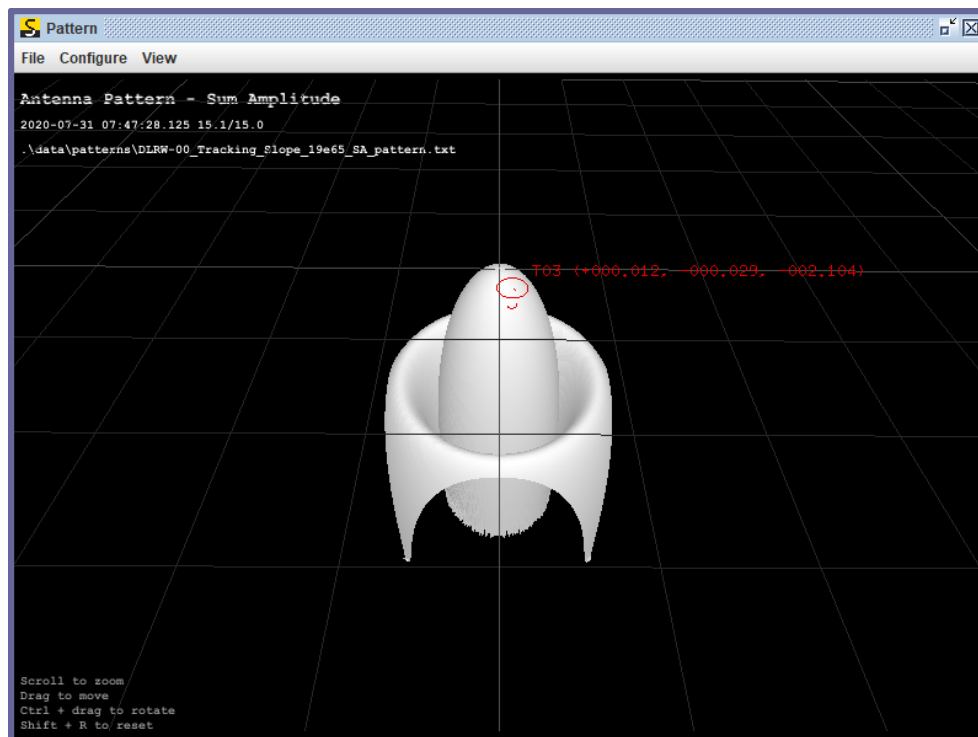 Pattern
File Configure View
Antenna Pattern - Sum Amplitude
2020-07-31 07:47:28.125 15.1/15.0
.\data\patterns\DLRW-00_Tracking_Slope_19e65_SA_pattern.txt
T03 (+000.012, -000.029, -002.104)
Scroll to zoom
Drag to move
Ctrl + drag to rotate
Shift + R to reset